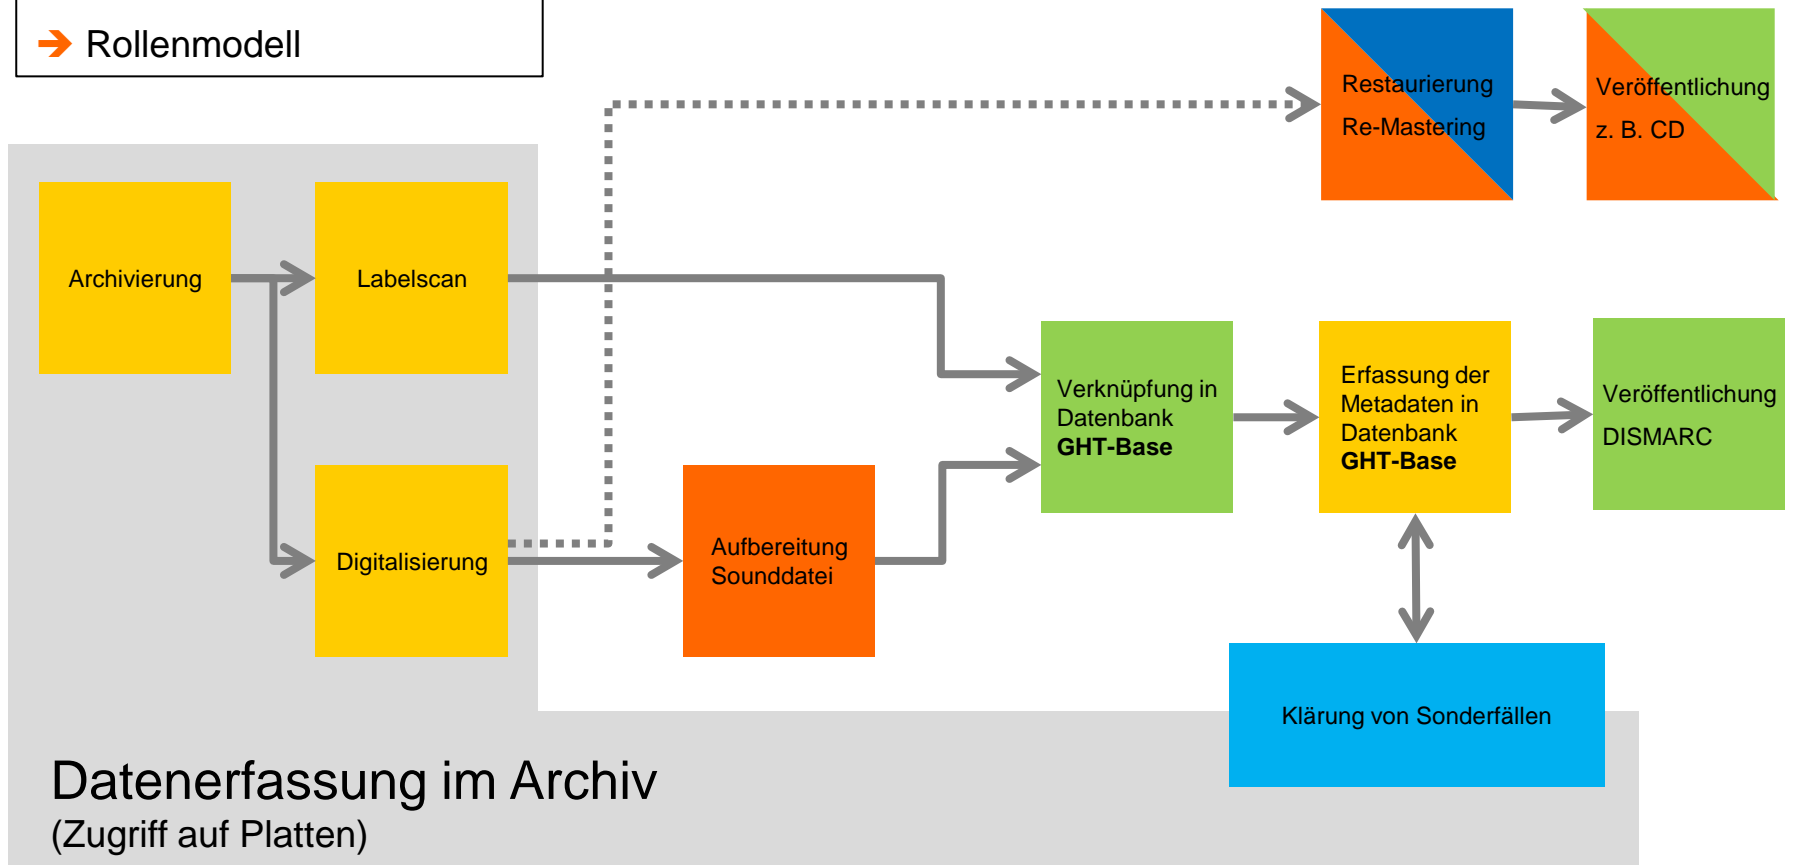 ➔ Rollenmodell
Restaurierung
Re-Mastering
Veröffentlichung
z. B. CD
Archivierung
Labelscan
Verknüpfung in
Datenbank
GHT-Base
Erfassung der
Metadaten in
Datenbank
GHT-Base
Veröffentlichung
DISMARC
Digitalisierung
Aufbereitung
Sounddatei
Klärung von Sonderfällen
Datenerfassung im Archiv
(Zugriff auf Platten)